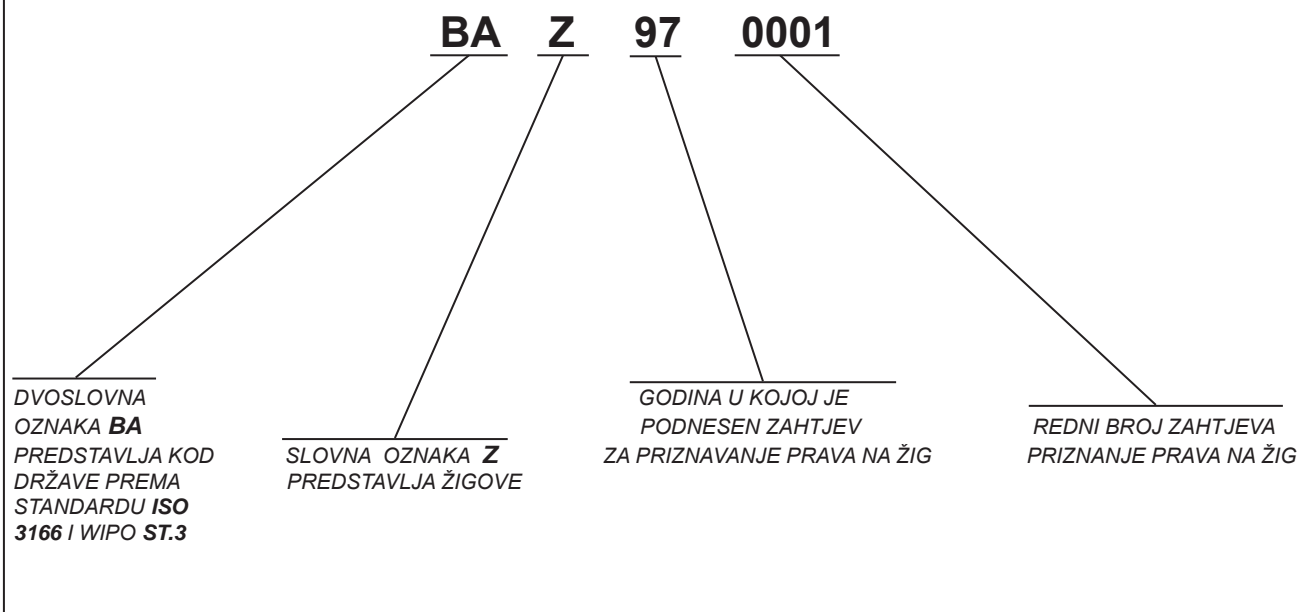 BA Z 97 0001
DVOSLOVNA
OZNAKA BA
PREDSTAVLJA KOD
DRŽAVE PREMA
STANDARDU ISO
3166 I WIPO ST.3
SLOVNA OZNAKA Z
PREDSTAVLJA ŽIGOVE
GODINA U KOJOJ JE
PODNESEN ZAHTJEV
ZA PRIZNAVANJE PRAVA NA ŽIG
REDNI BROJ ZAHTJEVA
PRIZNANJE PRAVA NA ŽIG